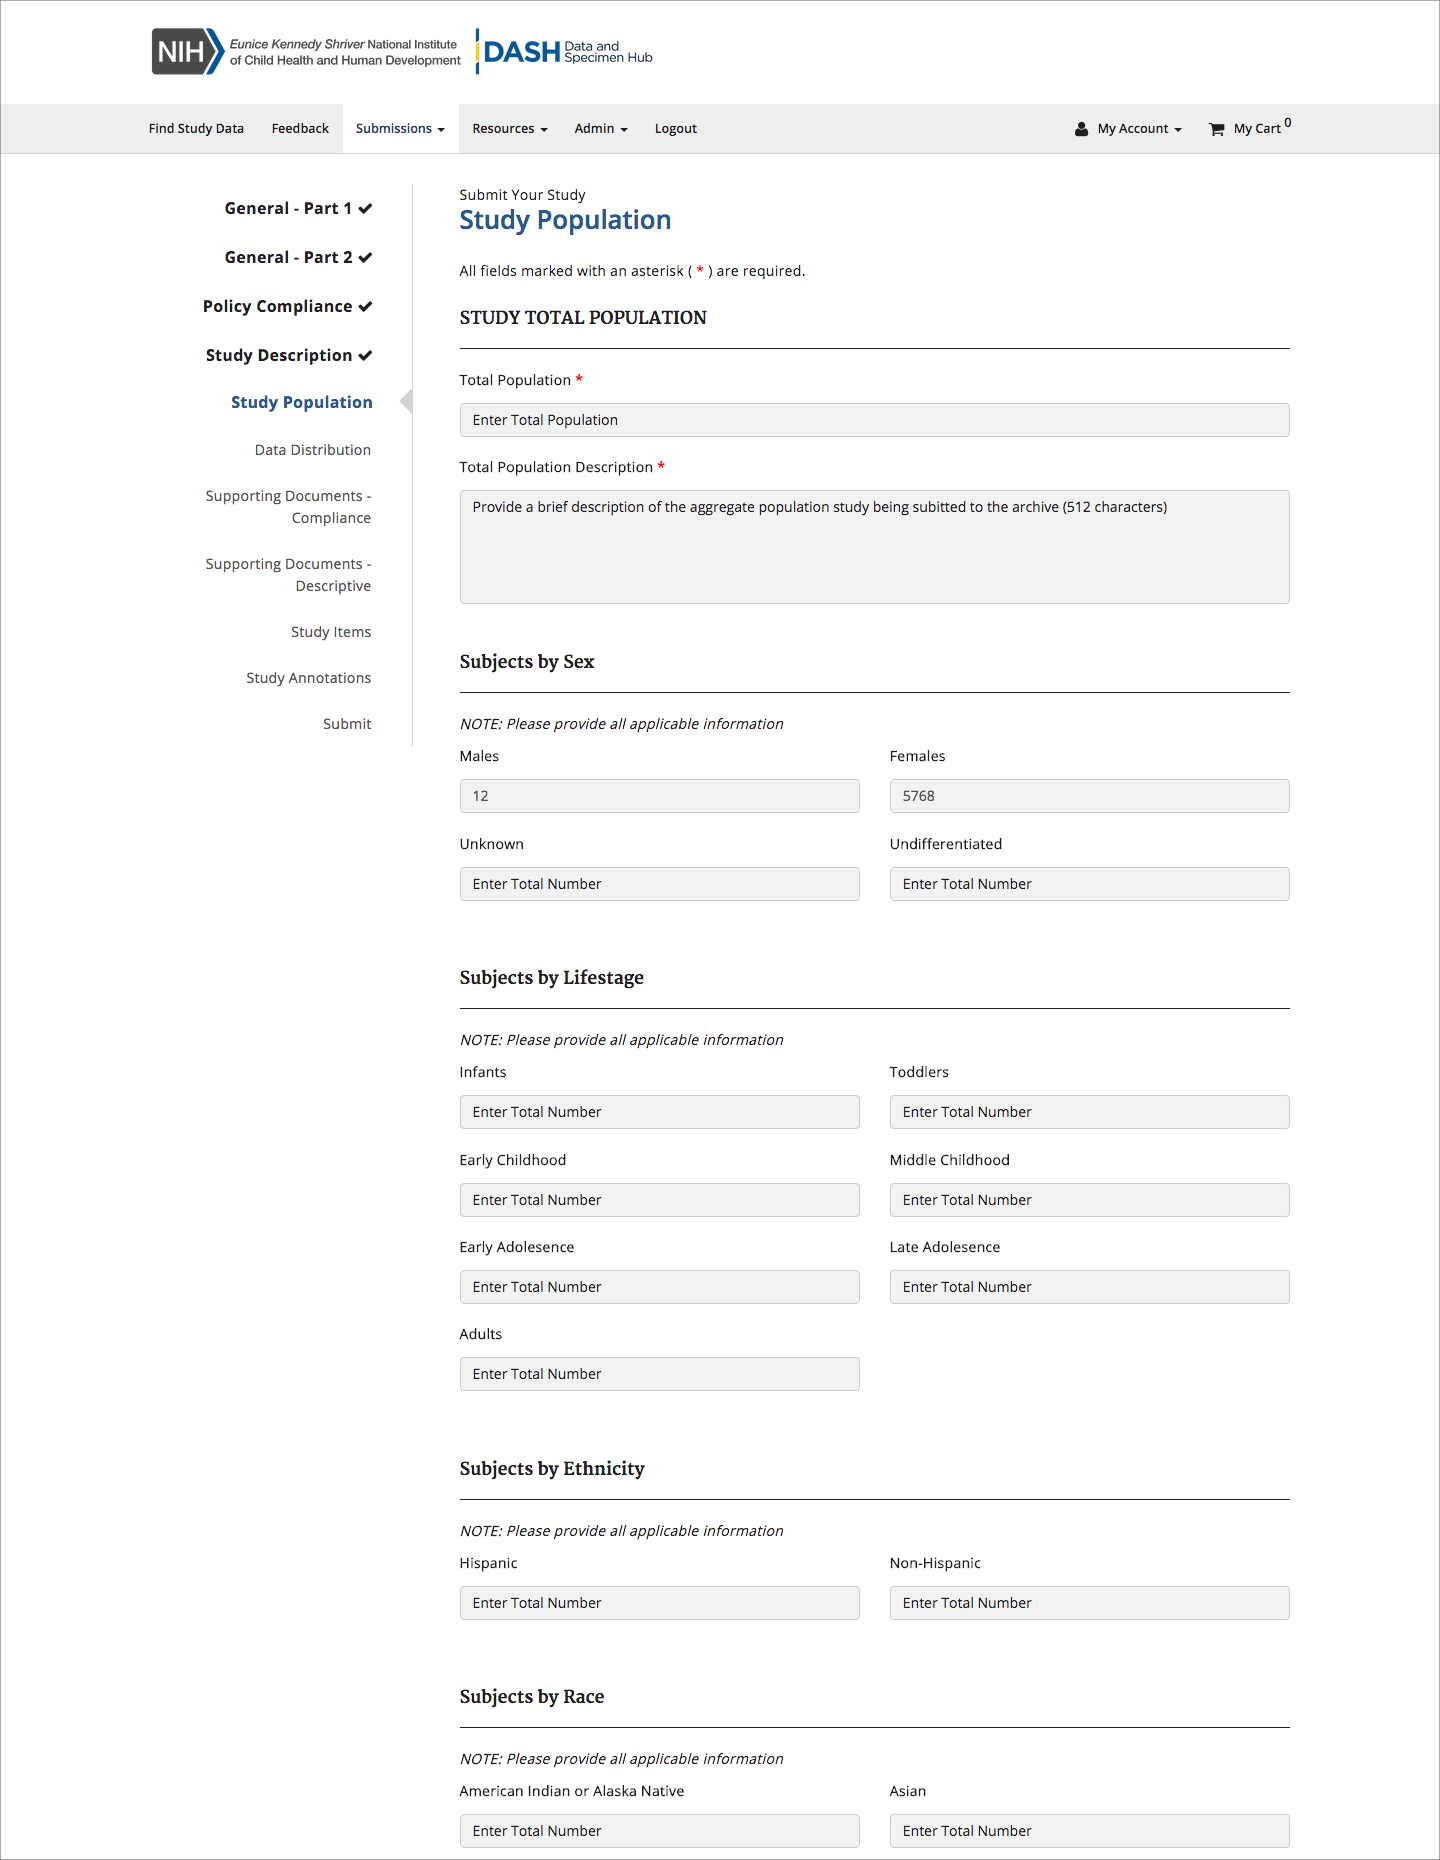 NIH Eunice Kennedy Shriver National Institute
of Child Health and Human Development
DASH Data and
Specimen Hub
Find Study Data Feedback Submissions Resources Admin Logout My Account My Cart 0
General - Part 1
General - Part 2
Policy Compliance
Study Description
Study Population
Data Distribution
Supporting Documents -
Compliance
Supporting Documents -
Descriptive
Study Items
Study Annotations
Submit
Submit Your Study
Study Population
All fields marked with an asterisk ( * ) are required.
STUDY TOTAL POPULATION
Total Population *
Enter Total Population
Total Population Description *
Provide a brief description of the aggregate population study being subitted to the archive (512 characters)
Subjects by Sex
NOTE: Please provide all applicable information
Males Females
12 5768
Unknown Undifferentiated
Enter Total Number Enter Total Number
Subjects by Lifestage
NOTE: Please provide all applicable information
Infants Toddlers
Enter Total Number Enter Total Number
Early Childhood Middle Childhood
Enter Total Number Enter Total Number
Early Adolesence Late Adolesence
Enter Total Number Enter Total Number
Adults
Enter Total Number
Subjects by Ethnicity
NOTE: Please provide all applicable information
Hispanic Non-Hispanic
Enter Total Number Enter Total Number
Subjects by Race
NOTE: Please provide all applicable information
American Indian or Alaska Native Asian
Enter Total Number Enter Total Number